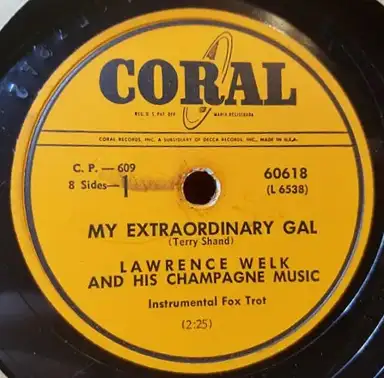 CORAL
REG. U. S. PAT. OFF. MARCA REGISTRADA
CORAL RECORDS, INC. A SUBSIDIARY OF DECCA RECORDS, INC. MADE IN U.S.A.
C. P.—609
8 Sides—1
60618
(L 6538)
MY EXTRAORDINARY GAL
(Terry Shand)
LAWRENCE WELK
AND HIS CHAMPAGNE MUSIC
Instrumental Fox Trot
(2:25)